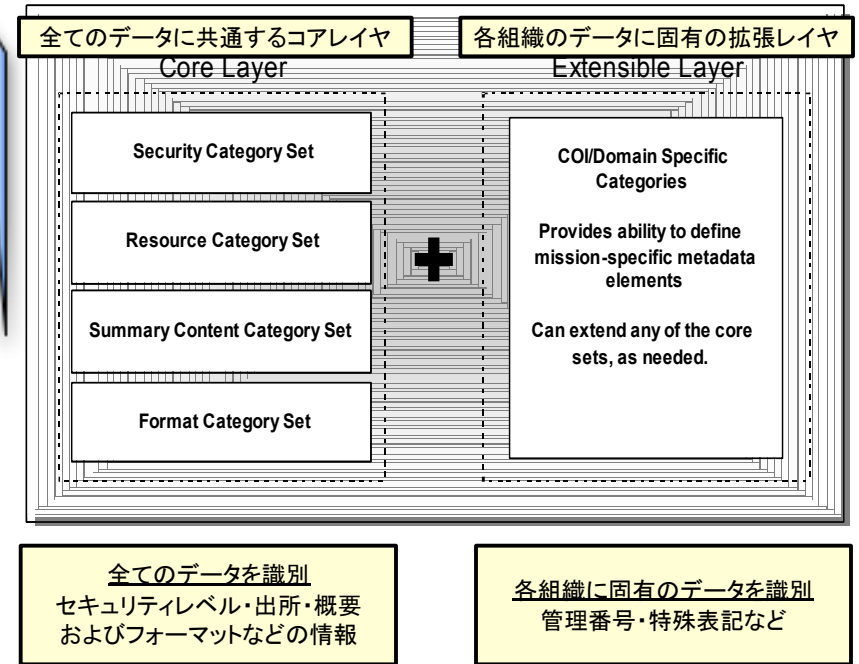 全てのデータに共通するコアレイヤ
各組織のデータに固有の拡張レイヤ
Core Layer
Extensible Layer
Security Category Set
Resource Category Set
Summary Content Category Set
Format Category Set
COI/Domain Specific
Categories
Provides ability to define
mission-specific metadata
elements
Can extend any of the core
sets, as needed.
全てのデータを識別
セキュリティレベル・出所・概要
およびフォーマットなどの情報
各組織に固有のデータを識別
管理番号・特殊表記など